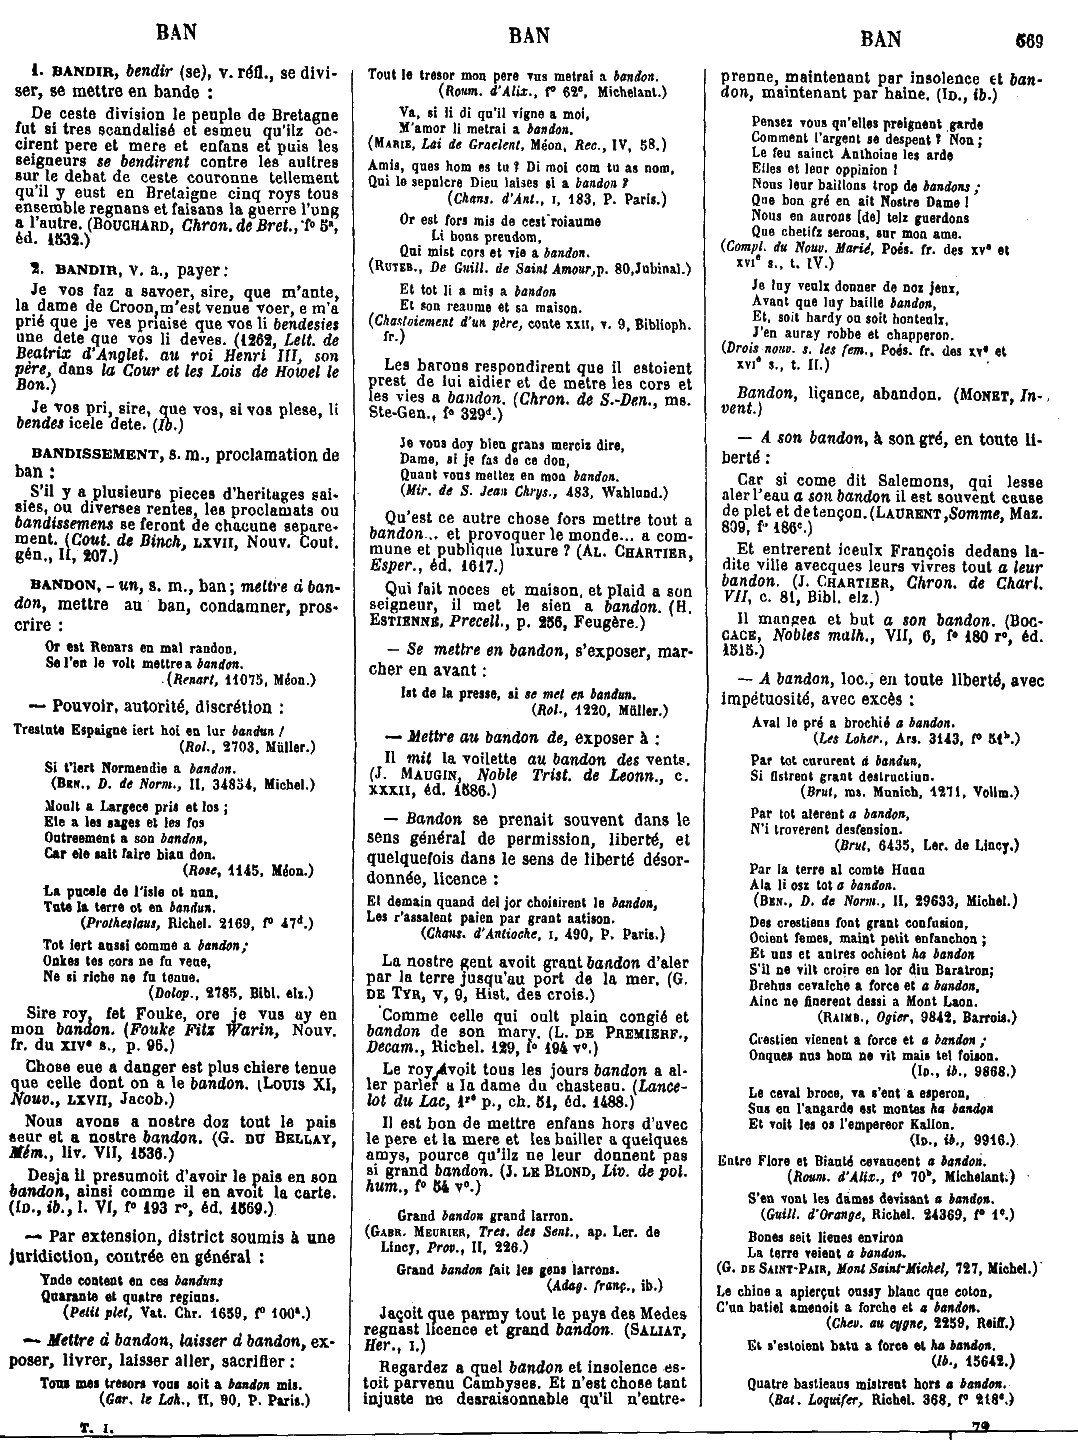 BAN
BAN
BAN
569
1. BANDIR, bendir (se), v. réfl., se divi-
ser, se mettre en bande :
De ceste division le peuple de Bretagne
fut si tres scandalisé et esmeu qu'ilz oc-
cirent pere et mere et enfans et puis les
seigneurs se bendirent contre les aultres
sur le debat de ceste couronne tellement
qu'il y eust en Bretaigne cinq roys tous
ensemble regnans et faisans la guerre l'ung
a l'autre. (BOUCHARD, Chron. de Bret., f° 5ª,
éd. 1532.)
2. BANDIR, v. a., payer :
Je vos faz a savoer, sire, que m'ante,
la dame de Croon, m'est venue voer, e m'a
prié que je ves priaise que vos li bendesies
une dete que vos li deves. (1262, Lett. de
Beatrix d'Anglet. au roi Henri III, son
père, dans la Cour et les Lois de Howel le
Bon.)
Je vos pri, sire, que vos, si vos plese, li
bendes icele dete. (Ib.)
BANDISSEMENT, s. m., proclamation de
ban :
S'il y a plusieurs pieces d'heritages sai-
sies, ou diverses rentes, les proclamats ou
bandissemens se feront de chacune separe-
ment. (Cout. de Binch, LXVII, Nouv. Cout.
gén., II, 207.)
BANDON, - un, s. m., ban ; mettre a ban-
don, mettre au ban, condamner, pros-
crire :
Or est Renars en mal randon,
Se l'en le volt mettre a bandon.
(Renart, 11075, Méon.)
— Pouvoir, autorité, discrétion :
Trestute Espaigne iert hoi en lur bandun !
(Rol., 2703, Müller.)
Si t'iert Normendie a bandon.
(BEN., D. de Norm., II, 34854, Michel.)
Moult a Largece pris et los ;
Ele a les sages et les fos
Outreement a son bandon,
Car ele sait faire biau don.
(Rose, 1145, Méon.)
La pucele de l'isle ot nun,
Tute la terre ot en bandun.
(Protheslaus, Richel. 2169, f° 47ᵈ.)
Tot iert aussi comme a bandon ;
Onkes tes cors ne fu veue,
Ne si riche ne fu tenue.
(Dolop., 2785, Bibl. elz.)
Sire roy, fet Fouke, ore je vus ay en
mon bandon. (Fouke Fitz Warin, Nouv.
fr. du XIVᵉ s., p. 96.)
Chose eue a danger est plus chiere tenue
que celle dont on a le bandon. (LOUIS XI,
Nouv., LXVII, Jacob.)
Nous avons a nostre doz tout le pais
seur et a nostre bandon. (G. DU BELLAY,
Mém., liv. VII, 1536.)
Desja il presumoit d'avoir le pais en son
bandon, ainsi comme il en avoit la carte.
(ID., ib., l. VI, f° 193 r°, éd. 1569.)
— Par extension, district soumis à une
juridiction, contrée en général :
Ynde content en ces banduns
Quarante et quatre regiuns.
(Petit plet, Vat. Chr. 1659, f° 100ª.)
— Mettre à bandon, laisser à bandon, ex-
poser, livrer, laisser aller, sacrifier :
Tous mes tresors vous soit a bandon mis.
(Gar. le Loh., II, 90, P. Paris.)
T. I.
Tout le tresor mon pere vus metrai a bandon.
(Roum. d'Alix., f° 62ᶜ, Michelant.)
Va, si li di qu'il vigne a moi,
M'amor li metrai a bandon.
(MARIE, Lai de Graelent, Méon, Rec., IV, 58.)
Amis, ques hom es tu ? Di moi com tu as nom,
Qui le sepulcre Dieu laises si a bandon ?
(Chans. d'Ant., I, 183, P. Paris.)
Or est fors mis de cest roiaume
Li bons preudom,
Qui mist cors et vie a bandon.
(RUTEB., De Guill. de Saint Amour, p. 80, Jubinal.)
Et tot li a mis a bandon
Et son reaume et sa maison.
(Chastoiement d'un père, conte XXII, v. 9, Biblioph.
fr.)
Les barons respondirent que il estoient
prest de lui aidier et de metre les cors et
les vies a bandon. (Chron. de S.-Den., ms.
Ste-Gen., f° 329ᵈ.)
Je vous doy bien grans merciz dire,
Dame, si je fas de ce don,
Quant vous mettez en mon bandon.
(Mir. de S. Jean Chrys., 483, Wahlund.)
Qu'est ce autre chose fors mettre tout a
bandon... et provoquer le monde... a com-
mune et publique luxure ? (AL. CHARTIER,
Esper., éd. 1617.)
Qui fait noces et maison, et plaid a son
seigneur, il met le sien a bandon. (H.
ESTIENNE, Precell., p. 256, Feugère.)
— Se mettre en bandon, s'exposer, mar-
cher en avant :
Ist de la presse, si se met en bandun.
(Rol., 1220, Müller.)
— Mettre au bandon de, exposer à :
Il mit la voilette au bandon des vents.
(J. MAUGIN, Noble Trist. de Leonn., c.
XXXII, éd. 1586.)
— Bandon se prenait souvent dans le
sens général de permission, liberté, et
quelquefois dans le sens de liberté désor-
donnée, licence :
Et demain quand del jor choisirent le bandon,
Les r'assalent paien par grant aatison.
(Chans. d'Antioche, I, 490, P. Paris.)
La nostre gent avoit grant bandon d'aler
par la terre jusqu'au port de la mer. (G.
DE TYR, V, 9, Hist. des crois.)
Comme celle qui oult plain congié et
bandon de son mary. (L. DE PREMIERF.,
Decam., Richel. 129, f° 194 v°.)
Le roy avoit tous les jours bandon a al-
ler parler a la dame du chasteau. (Lance-
lot du Lac, 1ʳᵉ p., ch. 51, éd. 1488.)
Il est bon de mettre enfans hors d'avec
le pere et la mere et les bailler a quelques
amys, pource qu'ilz ne leur donnent pas
si grand bandon. (J. LE BLOND, Liv. de pol.
hum., f° 54 v°.)
Grand bandon grand larron.
(GABR. MEURIER, Tres. des Sent., ap. Ler. de
Lincy, Prov., II, 226.)
Grand bandon fait les gens larrons.
(Adag. franç., ib.)
Jaçoit que parmy tout le pays des Medes
regnast licence et grand bandon. (SALIAT,
Her., I.)
Regardez a quel bandon et insolence es-
toit parvenu Cambyses. Et n'est chose tant
injuste ne desraisonnable qu'il n'entre-
prenne, maintenant par insolence et ban-
don, maintenant par haine. (ID., ib.)
Pensez vous qu'elles preignent garde
Comment l'argent se despent ? Non ;
Le feu sainct Anthoine les arde
Elles et leur oppinion !
Nous leur baillons trop de bandons ;
Que bon gré en ait Nostre Dame !
Nous en aurons [de] telz guerdons
Que chetifz serons, sur mon ame.
(Compl. du Nouv. Marié, Poés. fr. des XVᵉ et
XVIᵉ s., t. IV.)
Je luy veulx donner de noz jeux,
Avant que luy baille bandon,
Et, soit hardy ou soit honteulx,
J'en auray robbe et chapperon.
(Drois nouv. s. les fem., Poés. fr. des XVᵉ et
XVIᵉ s., t. II.)
Bandon, liçance, abandon. (MONET, In-
vent.)
— A son bandon, à son gré, en toute li-
berté :
Car si come dit Salemons, qui lesse
aler l'eau a son bandon il est souvent cause
de plet et de tençon. (LAURENT, Somme, Maz.
809, f° 186ᶜ.)
Et entrerent iceulx François dedans la-
dite ville avecques leurs vivres tout a leur
bandon. (J. CHARTIER, Chron. de Charl.
VII, c. 81, Bibl. elz.)
Il mangea et but a son bandon. (BOC-
CACE, Nobles malh., VII, 6, f° 180 r°, éd.
1515.)
— A bandon, loc., en toute liberté, avec
impétuosité, avec excès :
Aval le pré a brochié a bandon.
(Les Loher., Ars. 3143, f° 51ᵇ.)
Par tot cururent a bandun,
Si fistrent grant destructiun.
(Brut, ms. Munich, 1271, Vollm.)
Par tot alerent a bandon,
N'i troverent desfension.
(Brut, 6435, Ler. de Lincy.)
Par la terre al comte Huun
Ala li osz tot a bandon.
(BEN., D. de Norm., II, 29633, Michel.)
Des crestiens font grant confusion,
Ocient femes, maint petit enfanchon ;
Et uns et autres ochient ha bandon
S'il ne vilt croire en lor diu Baratron;
Brehus cevalche a force et a bandon,
Ainc ne finerent dessi a Mont Laon.
(RAIMB., Ogier, 9842, Barrois.)
Crestien vienent a force et a bandon ;
Onques nus hom ne vit mais tel foison.
(ID., ib., 9868.)
Le ceval broce, va s'ent a esperon,
Sus en l'angarde est montes ha bandon
Et voit les os l'empereor Kallon.
(ID., ib., 9916.)
Entre Flore et Biauté cevaucent a bandon.
(Roum. d'Alix., f° 70ᵇ, Michelant.)
S'en vont les dames devisant a bandon.
(Guill. d'Orange, Richel. 24369, f° 1ᶜ.)
Bones seit lieues environ
La terre veient a bandon.
(G. DE SAINT-PAIR, Mont Saint-Michel, 727, Michel.)
Le chine a apierçut oussy blanc que coton,
C'un batiel amenoit a forche et a bandon.
(Chev. au cygne, 2259, Reiff.)
Et s'estoient batu a force et ha bandon.
(Ib., 15642.)
Quatre bastieaus mistrent hors a bandon.
(Bat. Loquifer, Richel. 368, f° 218ᵉ.)
72